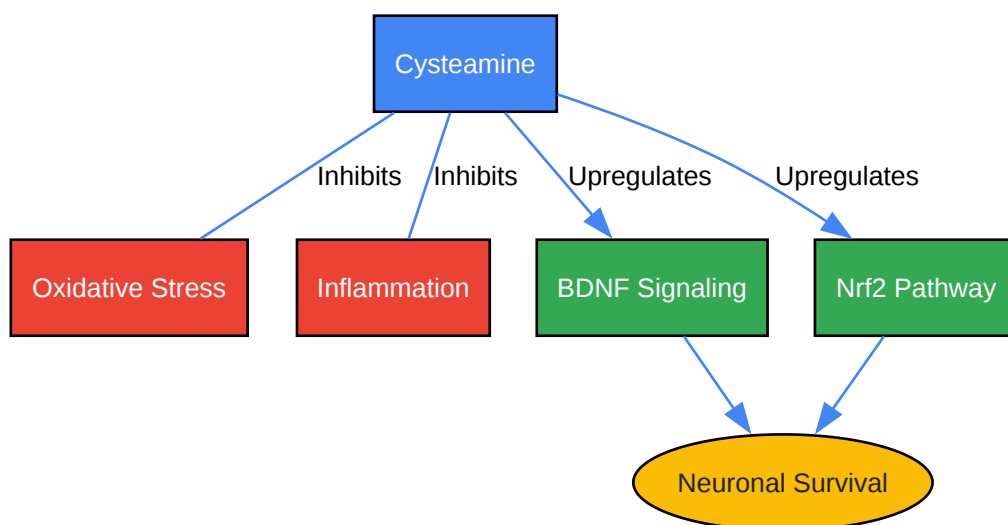 Cysteamine
Inhibits
Inhibits
Upregulates
Upregulates
Oxidative Stress
Inflammation
BDNF Signaling
Nrf2 Pathway
Neuronal Survival